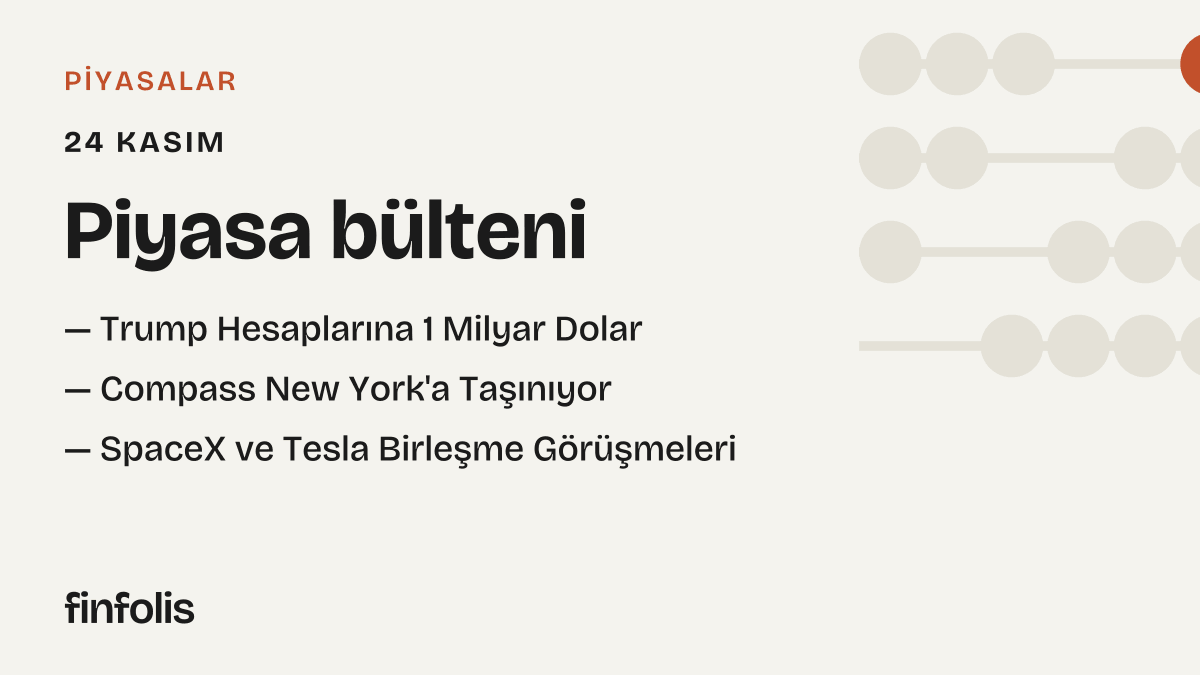 PİYASALAR
24 KASIM
Piyasa bülteni
— Trump Hesaplarına 1 Milyar Dolar
— Compass New York'a Taşınıyor
— SpaceX ve Tesla Birleşme Görüşmeleri
finfolis